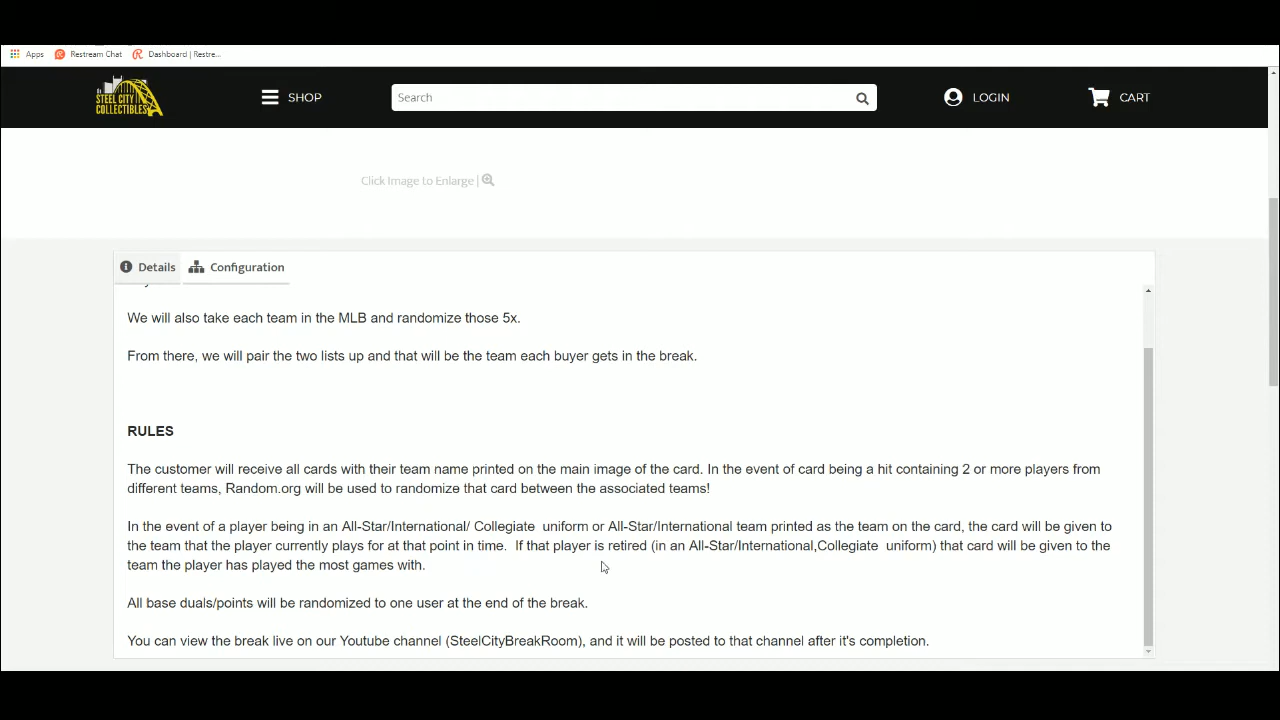 Apps Restream Chat Dashboard | Restre...
STEEL CITY
COLLECTIBLES
SHOP
Search
LOGIN
CART
Click Image to Enlarge |
Details
Configuration
We will also take each team in the MLB and randomize those 5x.
From there, we will pair the two lists up and that will be the team each buyer gets in the break.
RULES
The customer will receive all cards with their team name printed on the main image of the card. In the event of card being a hit containing 2 or more players from
different teams, Random.org will be used to randomize that card between the associated teams!
In the event of a player being in an All-Star/International/ Collegiate  uniform or All-Star/International team printed as the team on the card, the card will be given to
the team that the player currently plays for at that point in time.  If that player is retired (in an All-Star/International,Collegiate  uniform) that card will be given to the
team the player has played the most games with.
All base duals/points will be randomized to one user at the end of the break.
You can view the break live on our Youtube channel (SteelCityBreakRoom), and it will be posted to that channel after it's completion.